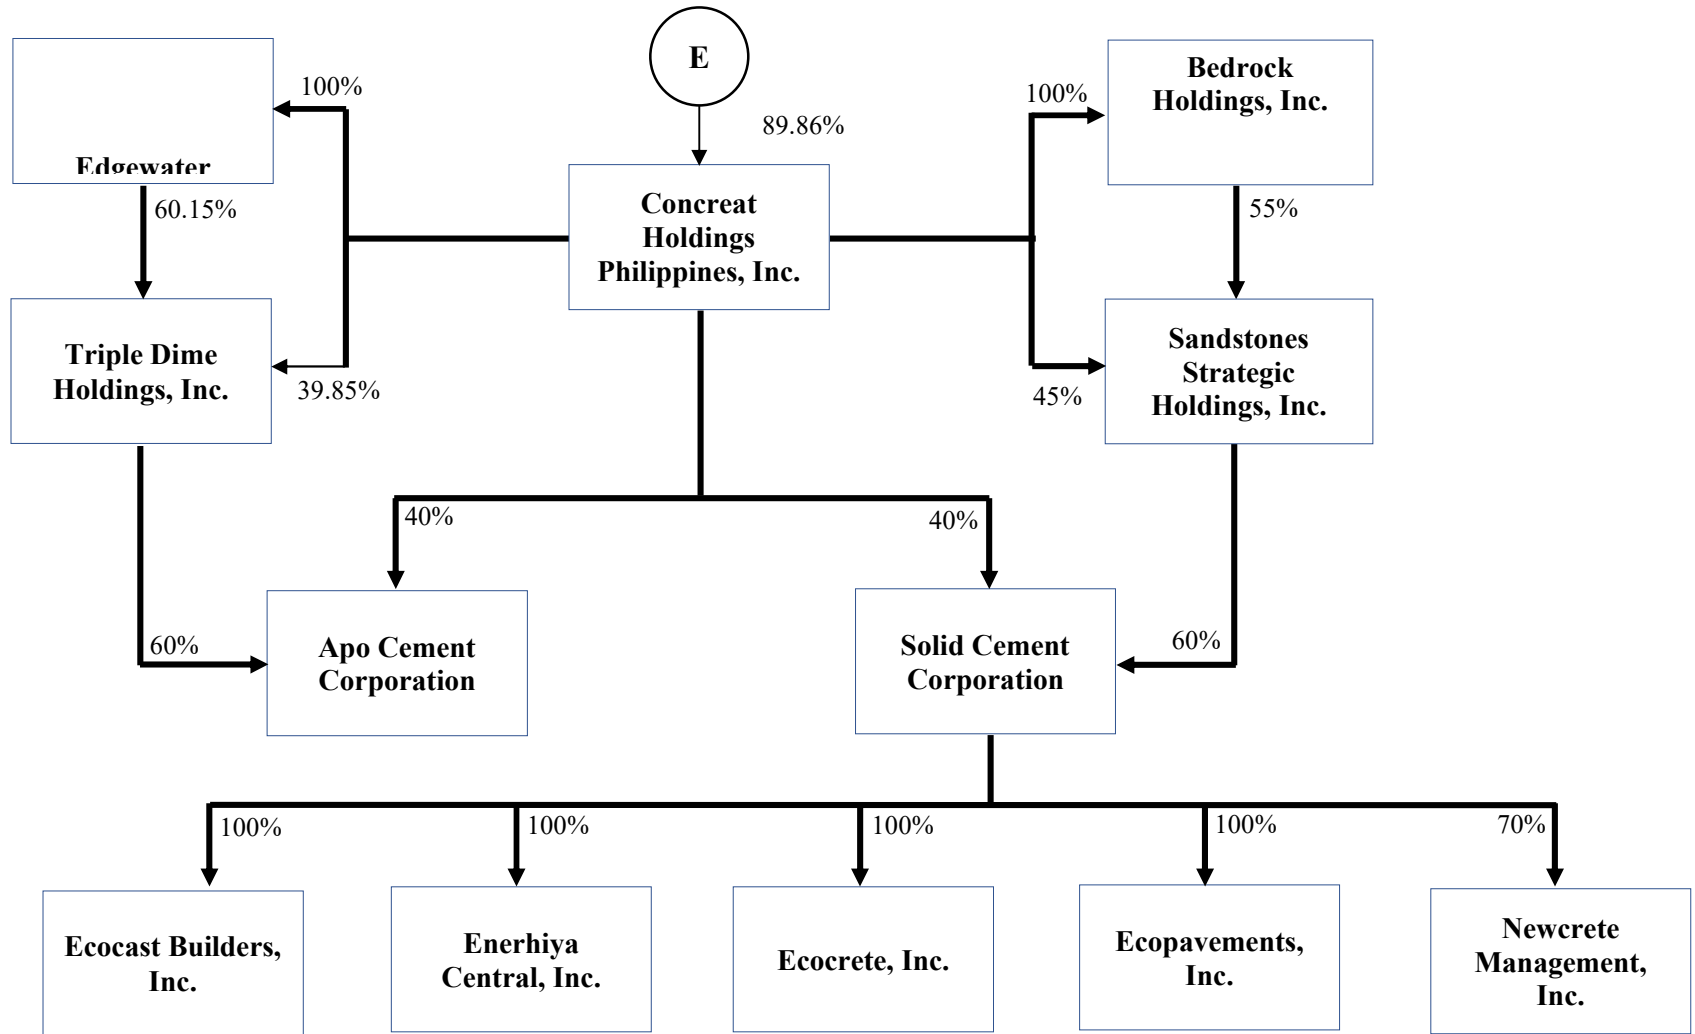 E
100%
89.86%
100%
Bedrock
Holdings, Inc.
Edgewater
60.15%
Concreat
Holdings
Philippines, Inc.
55%
Triple Dime
Holdings, Inc.
39.85%
45%
Sandstones
Strategic
Holdings, Inc.
40%
40%
60%
Apo Cement
Corporation
Solid Cement
Corporation
60%
100%
100%
100%
100%
70%
Ecocast Builders,
Inc.
Enerhiya
Central, Inc.
Ecocrete, Inc.
Ecopavements,
Inc.
Newcrete
Management,
Inc.